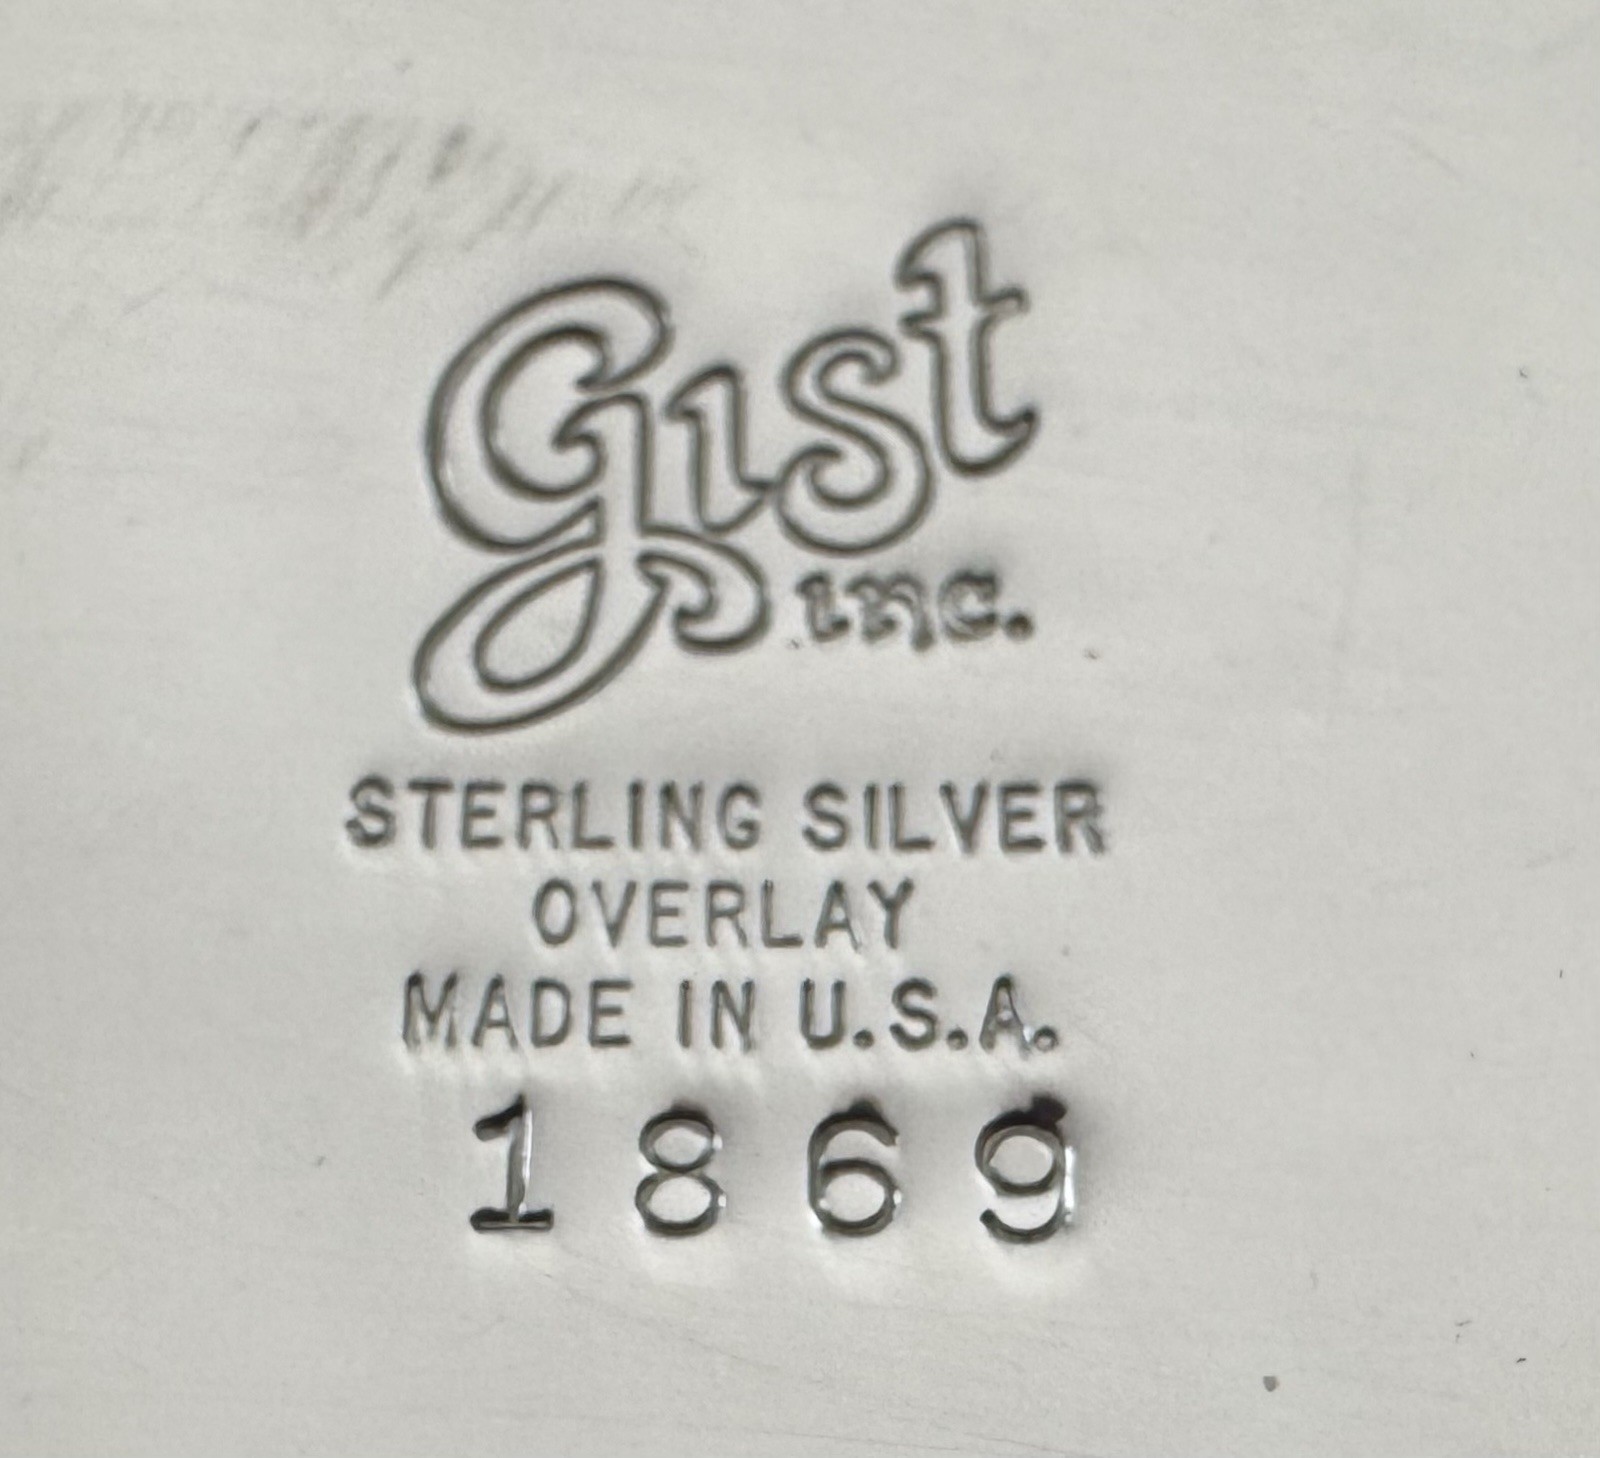 gist
inc.
STERLING SILVER
OVERLAY
MADE IN U.S.A.
1869